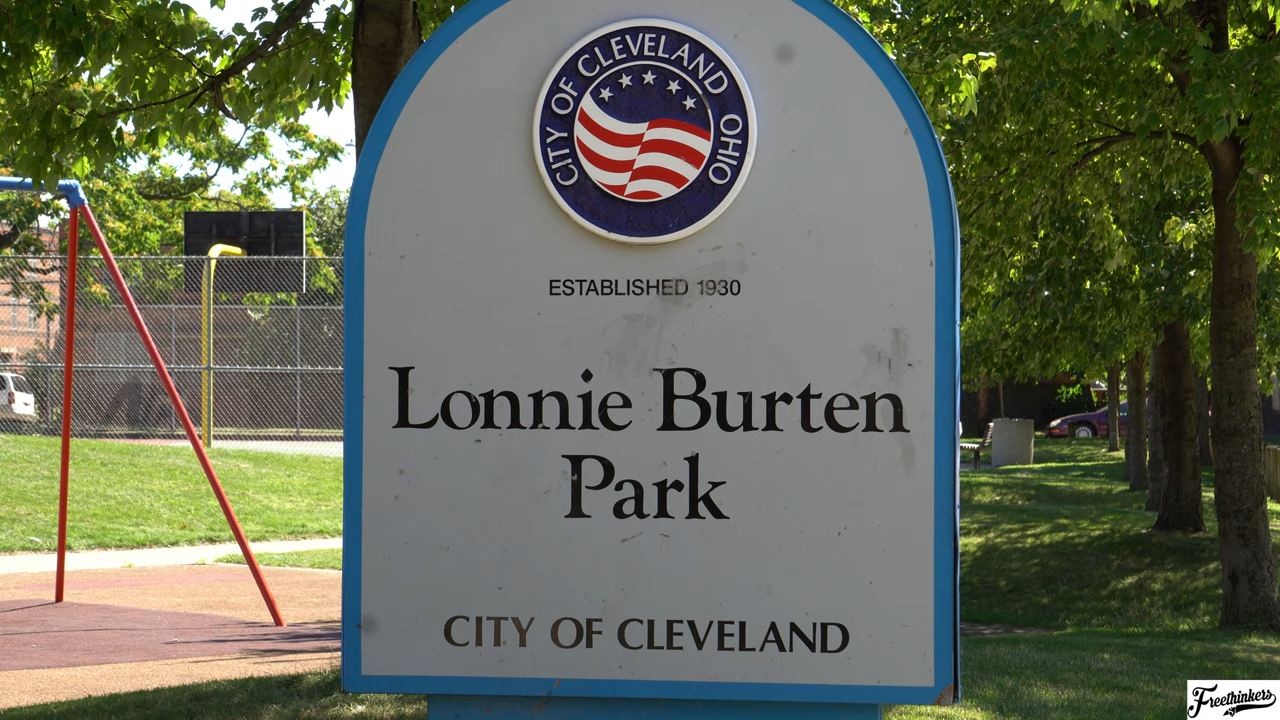 CITY OF CLEVELAND OHIO
ESTABLISHED 1930
Lonnie Burten
Park
CITY OF CLEVELAND
Freethinkers